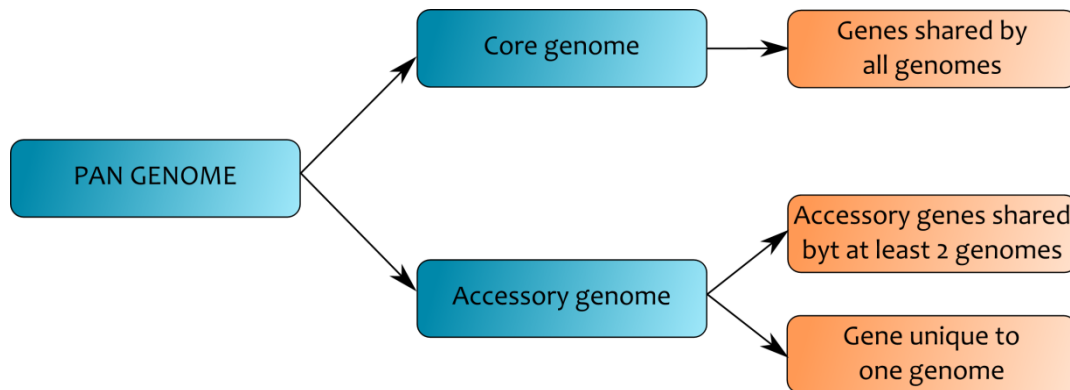 PAN GENOME
Core genome
Genes shared by
all genomes
Accessory genome
Accessory genes shared
byt at least 2 genomes
Gene unique to
one genome